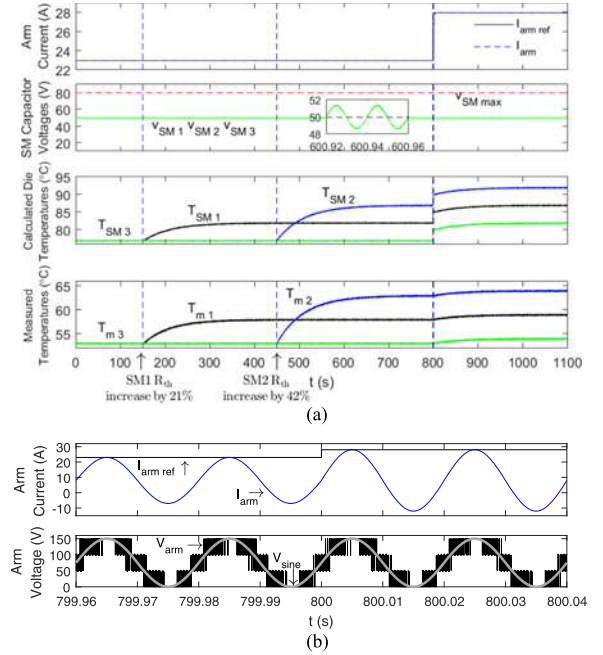 Arm
Current (A)
28
26
24
22
I arm ref
I arm
SM Capacitor
Voltages (V)
80
60
40
20
v SM 1 v SM 2 v SM 3
52
50
48
600.92 600.94 600.96
v SM max
Calculated Die
Temperatures (°C)
95
90
85
80
T SM 3
T SM 1
T SM 2
Measured
Temperatures (°C)
65
60
55
T m 3
T m 1
T m 2
0 100 200 300 400 500 600 700 800 900 1000 1100
t (s)
↑ SM1 R th
increase by 21%
↑ SM2 R th
increase by 42%
(a)
Arm
Current (A)
30
20
10
0
-10
I arm ref ↑
I arm →
Arm
Voltage (V)
150
100
50
0
V arm →
V sine
799.96 799.97 799.98 799.99 800 800.01 800.02 800.03 800.04
t (s)
(b)